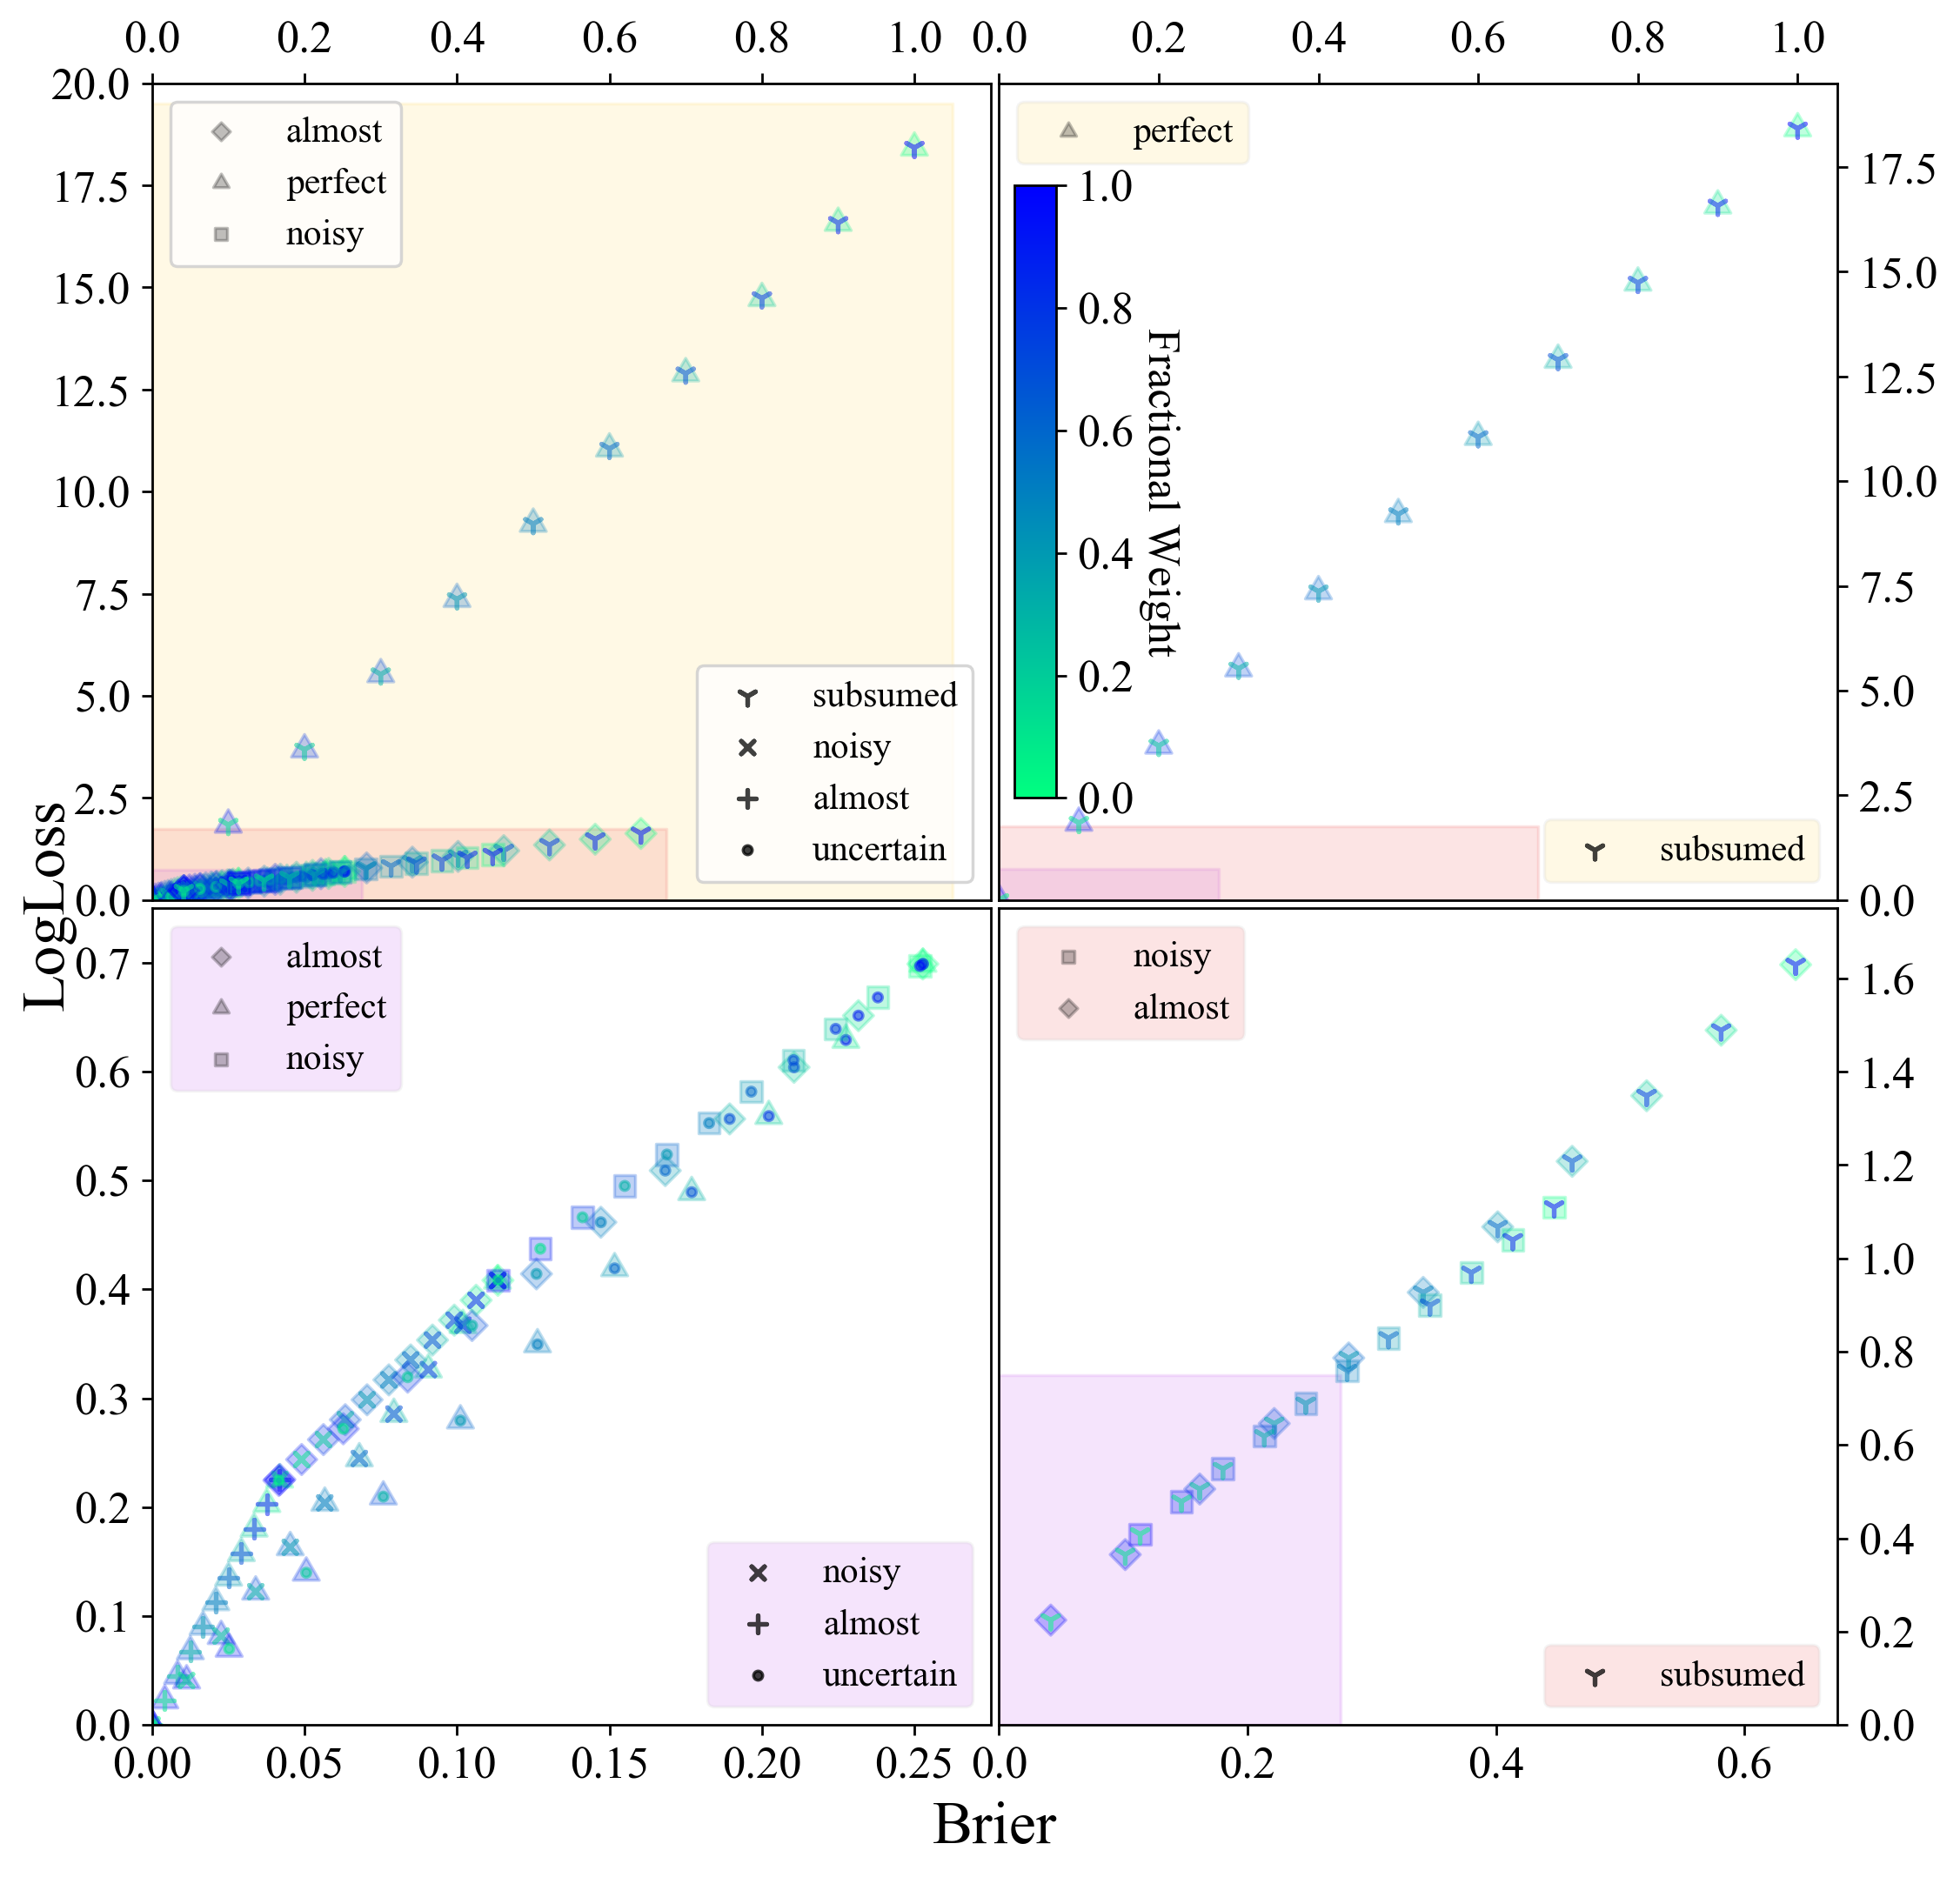 0.0 0.2 0.4 0.6 0.8 1.0 0.0 0.2 0.4 0.6 0.8 1.0
20.0
17.5
15.0
12.5
10.0
7.5
5.0
2.5
0.0
almost
perfect
noisy
subsumed
noisy
almost
uncertain
perfect
1.0
0.8
0.6
0.4
0.2
0.0
Fractional Weight
subsumed
17.5
15.0
12.5
10.0
7.5
5.0
2.5
0.0
LogLoss
0.7
0.6
0.5
0.4
0.3
0.2
0.1
0.0
almost
perfect
noisy
noisy
almost
uncertain
noisy
almost
subsumed
1.6
1.4
1.2
1.0
0.8
0.6
0.4
0.2
0.0
0.00 0.05 0.10 0.15 0.20 0.25 0.0 0.2 0.4 0.6
Brier